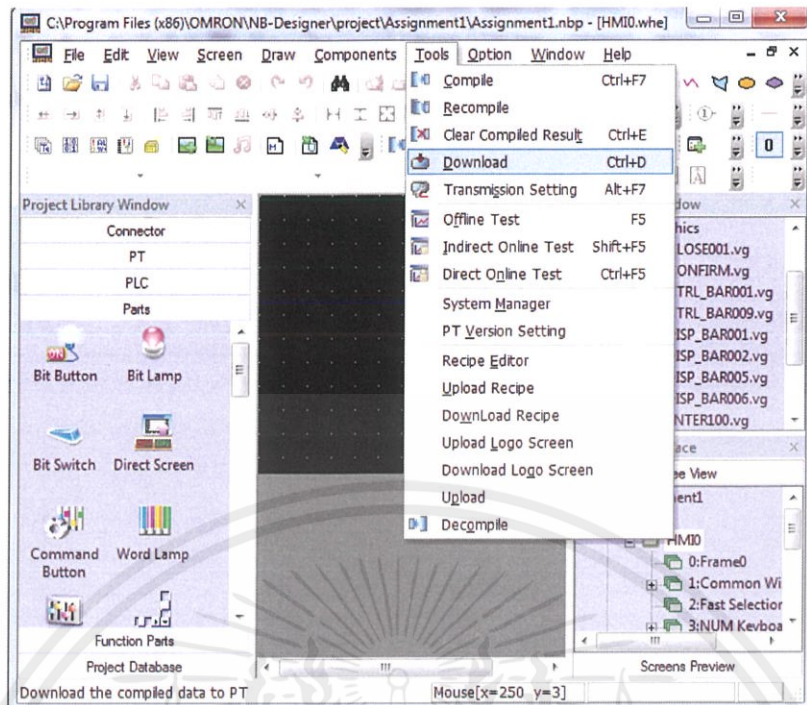 C:\Program Files (x86)\OMRON\NB-Designer\project\Assignment1\Assignment1.nbp - [HMI0.whe]
File Edit View Screen Draw Components Tools Option Window Help
Compile Ctrl+F7
Recompile
Clear Compiled Result Ctrl+E
Download Ctrl+D
Transmission Setting Alt+F7
Offline Test F5
Indirect Online Test Shift+F5
Direct Online Test Ctrl+F5
System Manager
PT Version Setting
Recipe Editor
Upload Recipe
DownLoad Recipe
Upload Logo Screen
Download Logo Screen
Upload
Decompile
Project Library Window
Connector
PT
PLC
Parts
Bit Button Bit Lamp
Bit Switch Direct Screen
Command Button Word Lamp
Function Parts
Project Database
dow
hics
LOSE001.vg
ONFIRM.vg
TRL_BAR001.vg
TRL_BAR009.vg
ISP_BAR001.vg
ISP_BAR002.vg
ISP_BAR005.vg
ISP_BAR006.vg
NTER100.vg
ace
ee View
ent1
HMI0
0:Frame0
1:Common Wi
2:Fast Selection
3:NUM Keyboa
Screens Preview
Download the compiled data to PT Mouse[x=250 y=3]